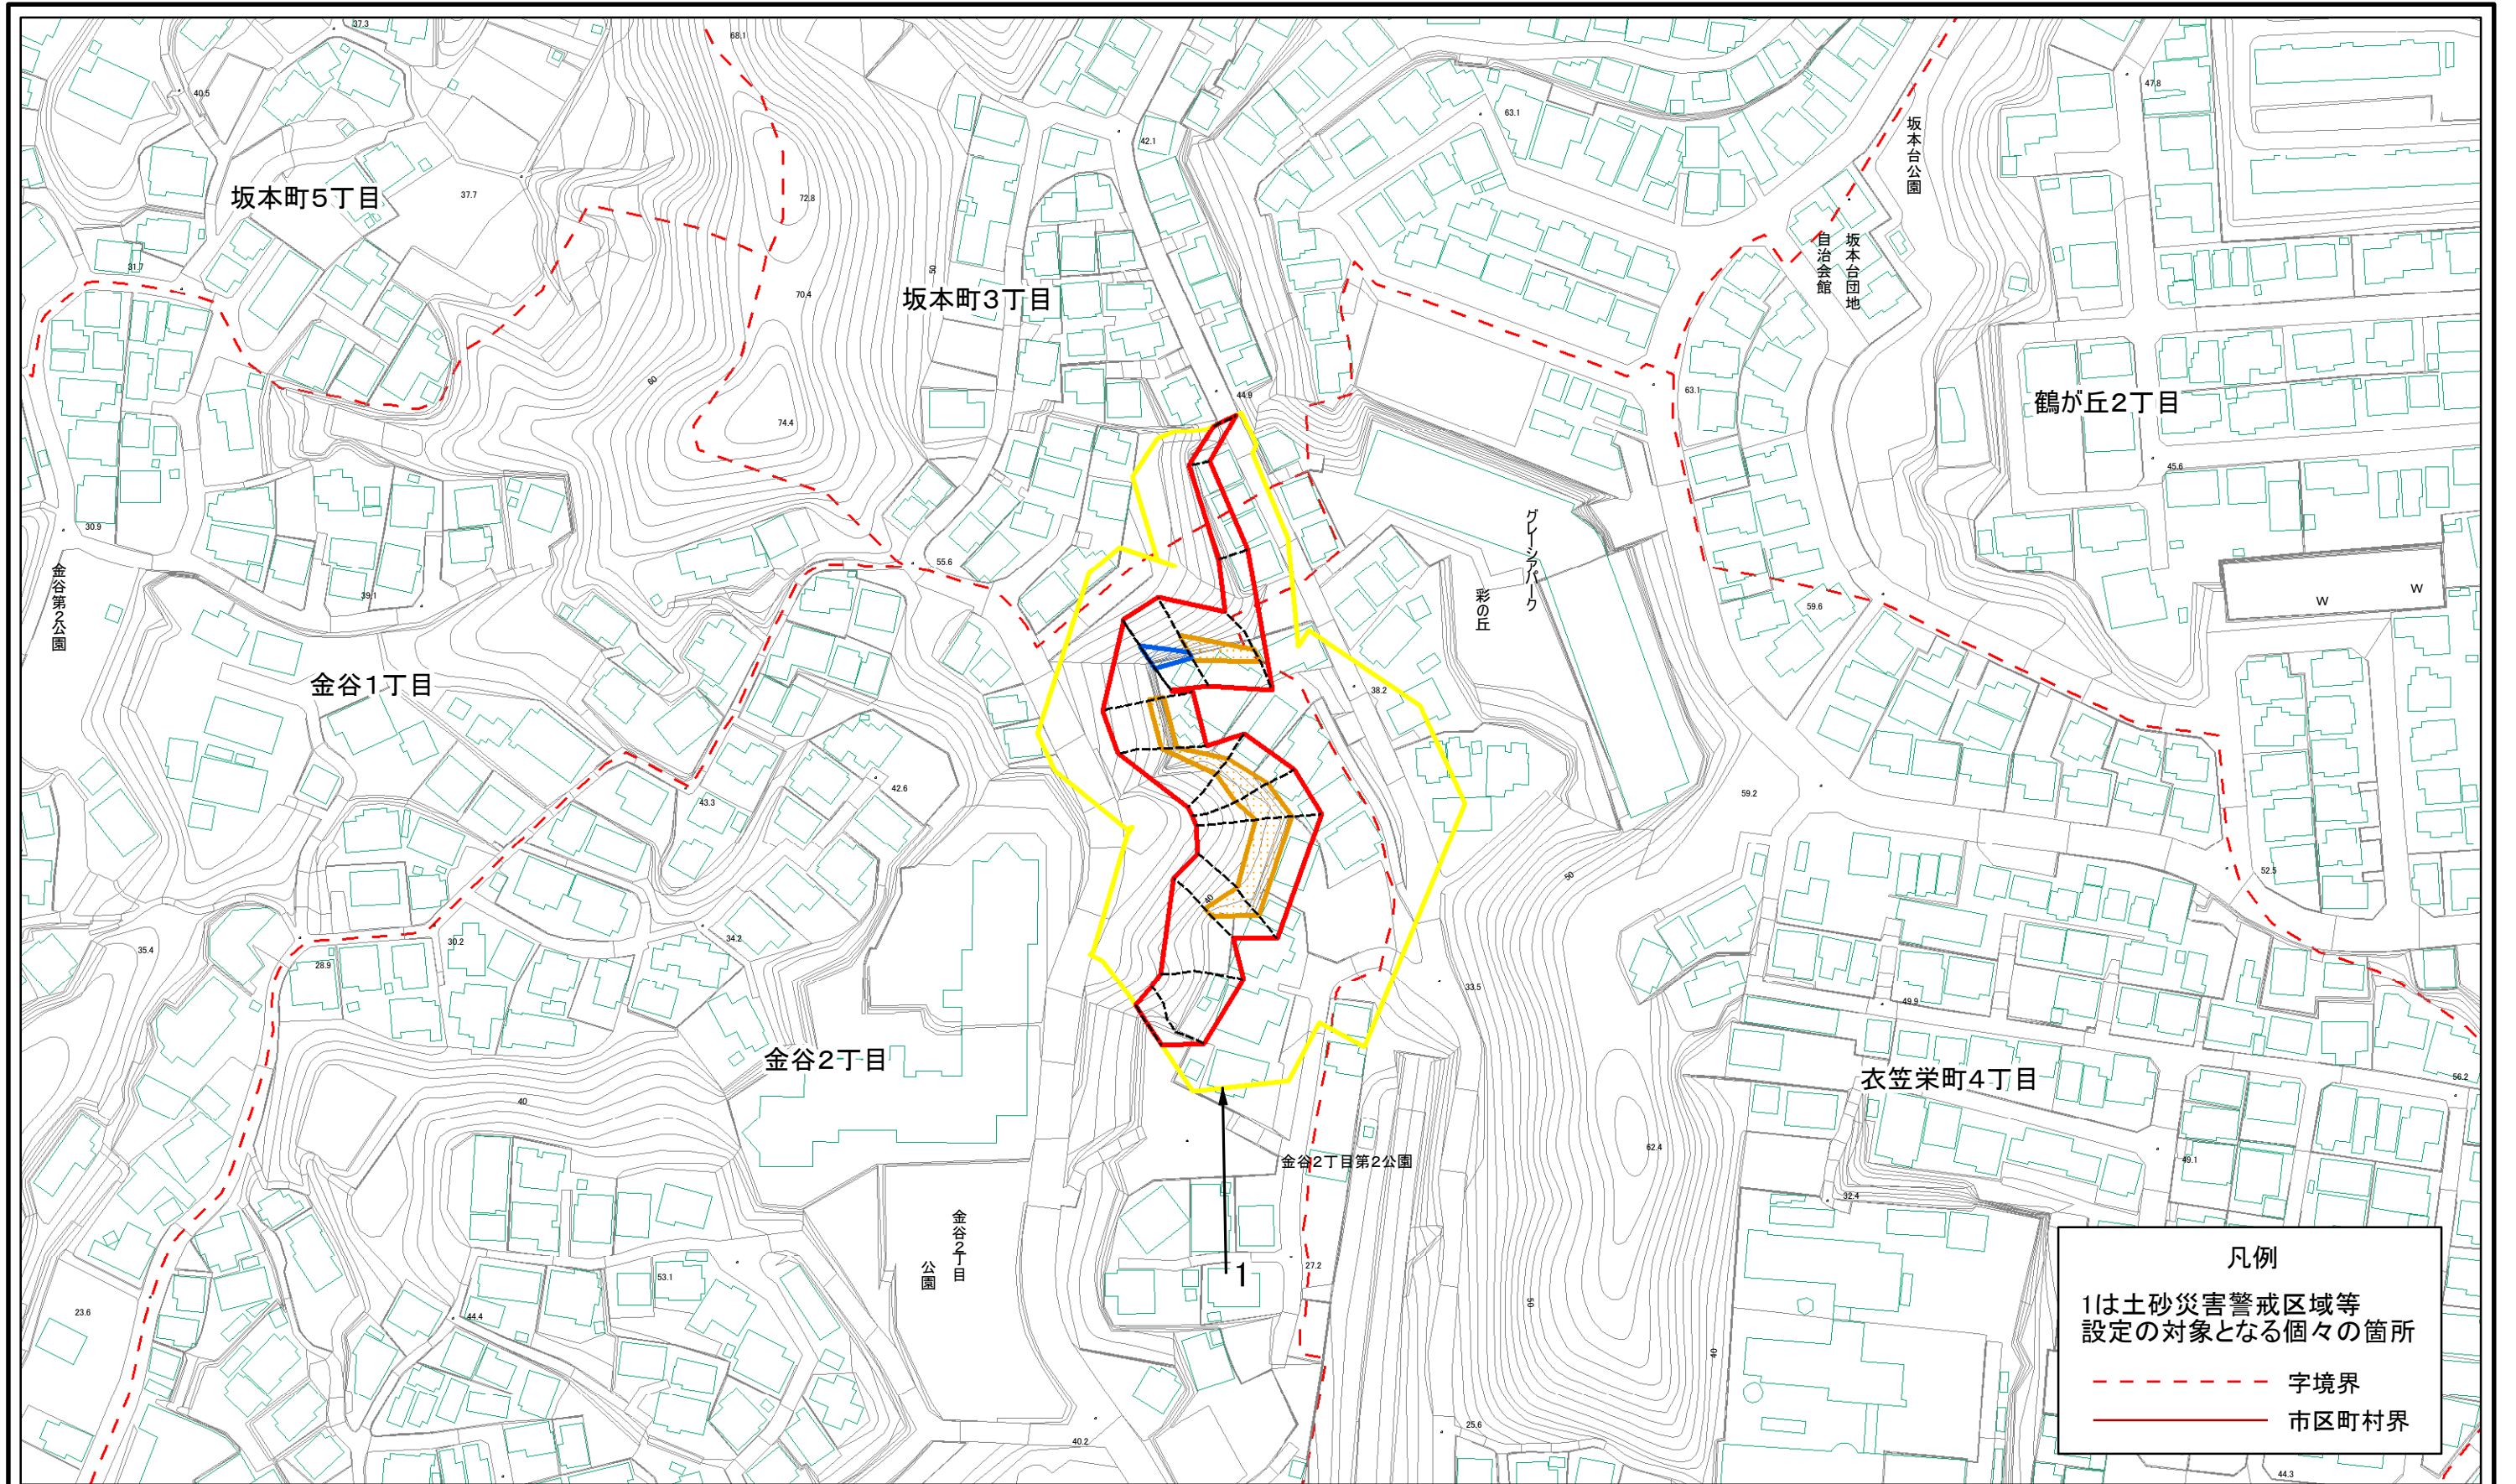 37.3
68.1
40.5
47.8
42.1
63.1
坂本台公園
坂本町5丁目
37.7
72.8
坂本台団地
自治会館
31.7
50
70.4
坂本町3丁目
60
44.9
63.1
鶴が丘2丁目
74.4
45.6
30.9
グレーシアパーク
彩の丘
金谷第2公園
55.6
39.1
59.6
W
W
金谷1丁目
38.2
42.6
43.3
59.2
50
52.5
40
35.4
34.2
30.2
28.9
33.5
49.9
金谷2丁目
衣笠栄町4丁目
56.2
40
62.4
49.1
金谷2丁目第2公園
32.4
金谷2丁目
公園
27.2
1
53.1
23.6
44.4
50
40
25.6
40.2
44.3
凡例
1は土砂災害警戒区域等
設定の対象となる個々の箇所
字境界
市区町村界